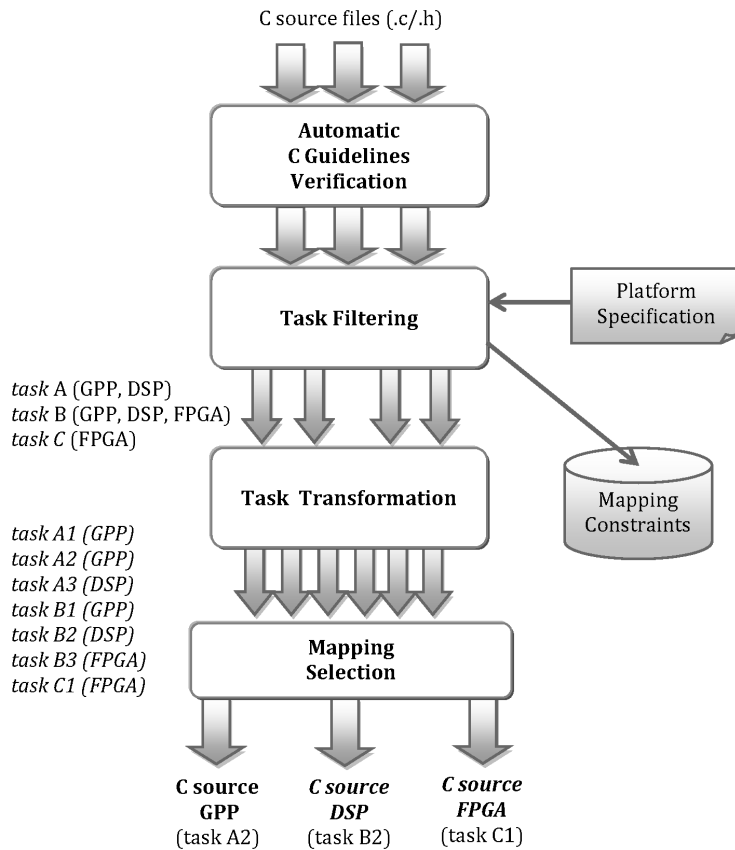 C source files (.c/.h)
Automatic
C Guidelines
Verification
Task Filtering
Platform
Specification
task A (GPP, DSP)
task B (GPP, DSP, FPGA)
task C (FPGA)
Task Transformation
Mapping
Constraints
task A1 (GPP)
task A2 (GPP)
task A3 (DSP)
task B1 (GPP)
task B2 (DSP)
task B3 (FPGA)
task C1 (FPGA)
Mapping
Selection
C source
GPP
(task A2)
C source
DSP
(task B2)
C source
FPGA
(task C1)